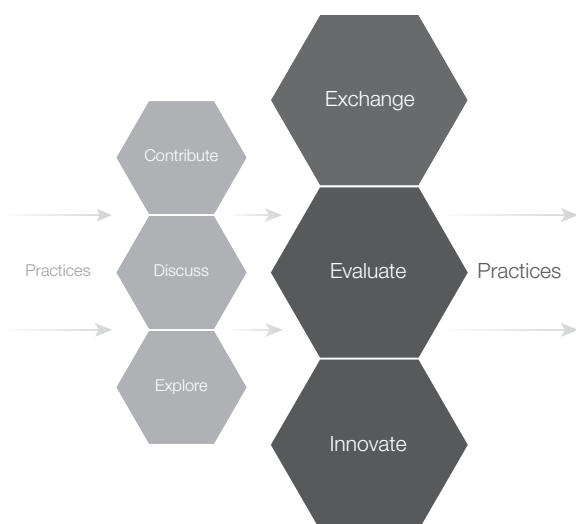 Exchange
Contribute
Practices
Discuss
Evaluate
Practices
Explore
Innovate